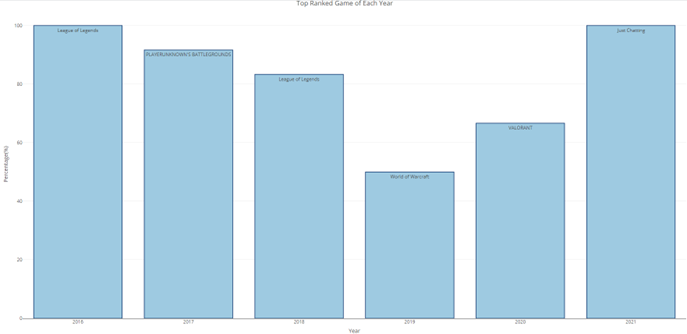 Top Ranked Game of Each Year
100
League of Legends
PLAYERUNKNOWN'S BATTLEGROUNDS
League of Legends
World of Warcraft
VALORANT
Just Chatting
80
60
40
20
0
Percentage(%)
2016
2017
2018
2019
2020
2021
Year